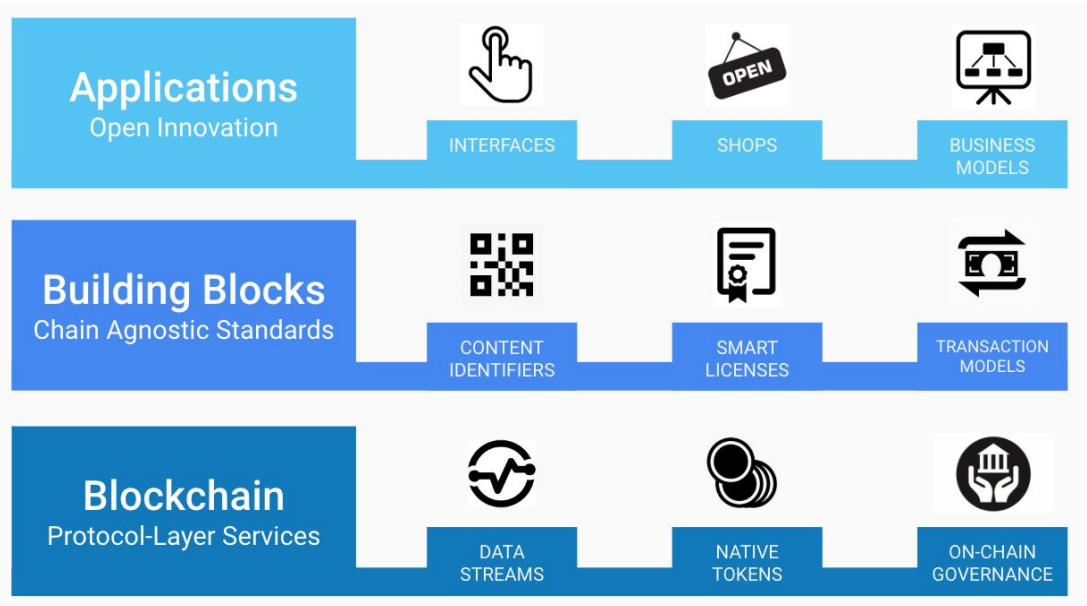 Applications
Open Innovation
OPEN
INTERFACES
SHOPS
BUSINESS
MODELS
Building Blocks
Chain Agnostic Standards
CONTENT
IDENTIFIERS
SMART
LICENSES
TRANSACTION
MODELS
Blockchain
Protocol-Layer Services
DATA
STREAMS
NATIVE
TOKENS
ON-CHAIN
GOVERNANCE